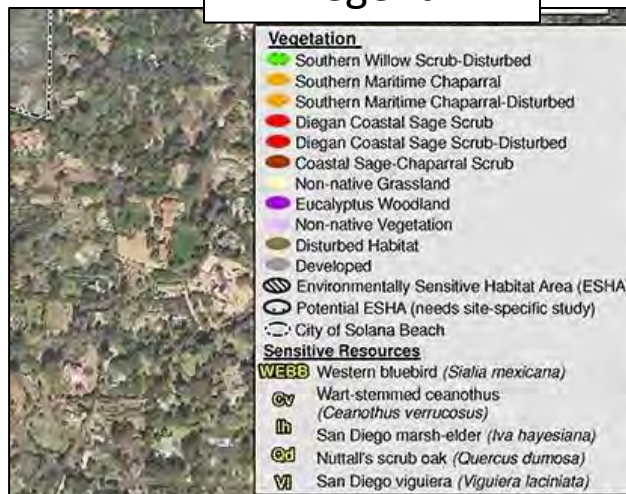 Vegetation
Southern Willow Scrub-Disturbed
Southern Maritime Chaparral
Southern Maritime Chaparral-Disturbed
Diegan Coastal Sage Scrub
Diegan Coastal Sage Scrub-Disturbed
Coastal Sage-Chaparral Scrub
Non-native Grassland
Eucalyptus Woodland
Non-native Vegetation
Disturbed Habitat
Developed
Environmentally Sensitive Habitat Area (ESHA)
Potential ESHA (needs site-specific study)
City of Solana Beach
Sensitive Resources
WEBB Western bluebird (Sialia mexicana)
Cv Wart-stemmed ceanothus
(Ceanothus verrucosus)
Ih San Diego marsh-elder (Iva hayesiana)
Qd Nuttall's scrub oak (Quercus dumosa)
Vl San Diego viguiera (Viguiera laciniata)